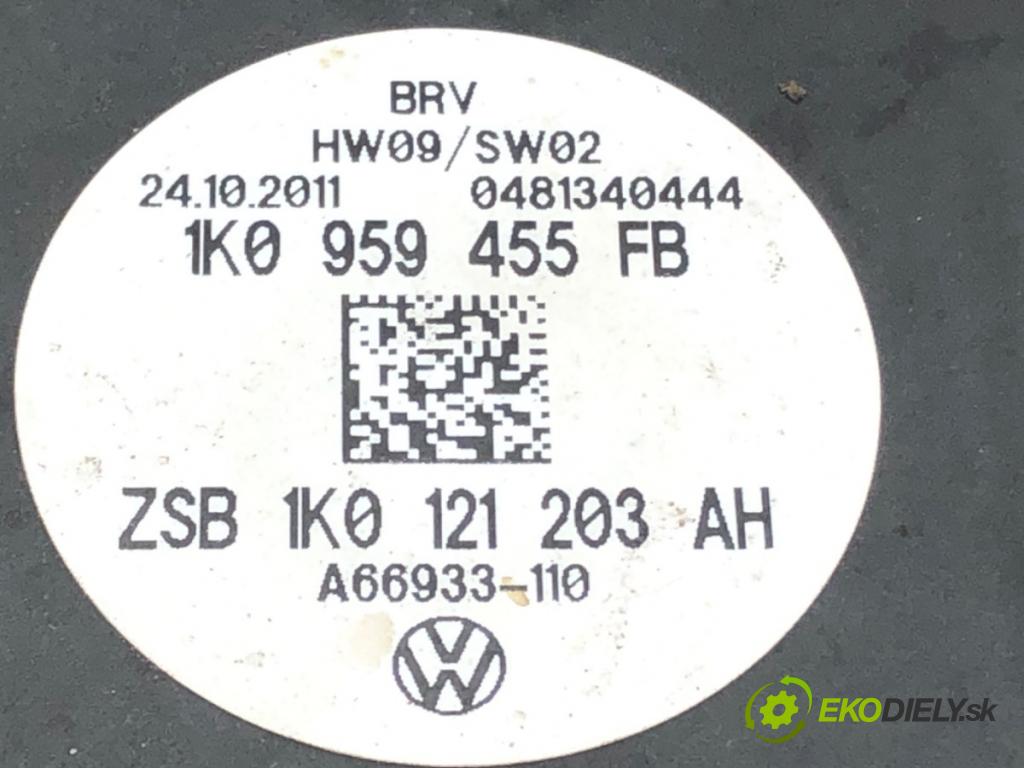 BRV
HW09/SW02
24.10.2011 0481340444
1K0 959 455 FB
ZSB 1K0 121 203 AH
A66933-110
EKODIELY.sk